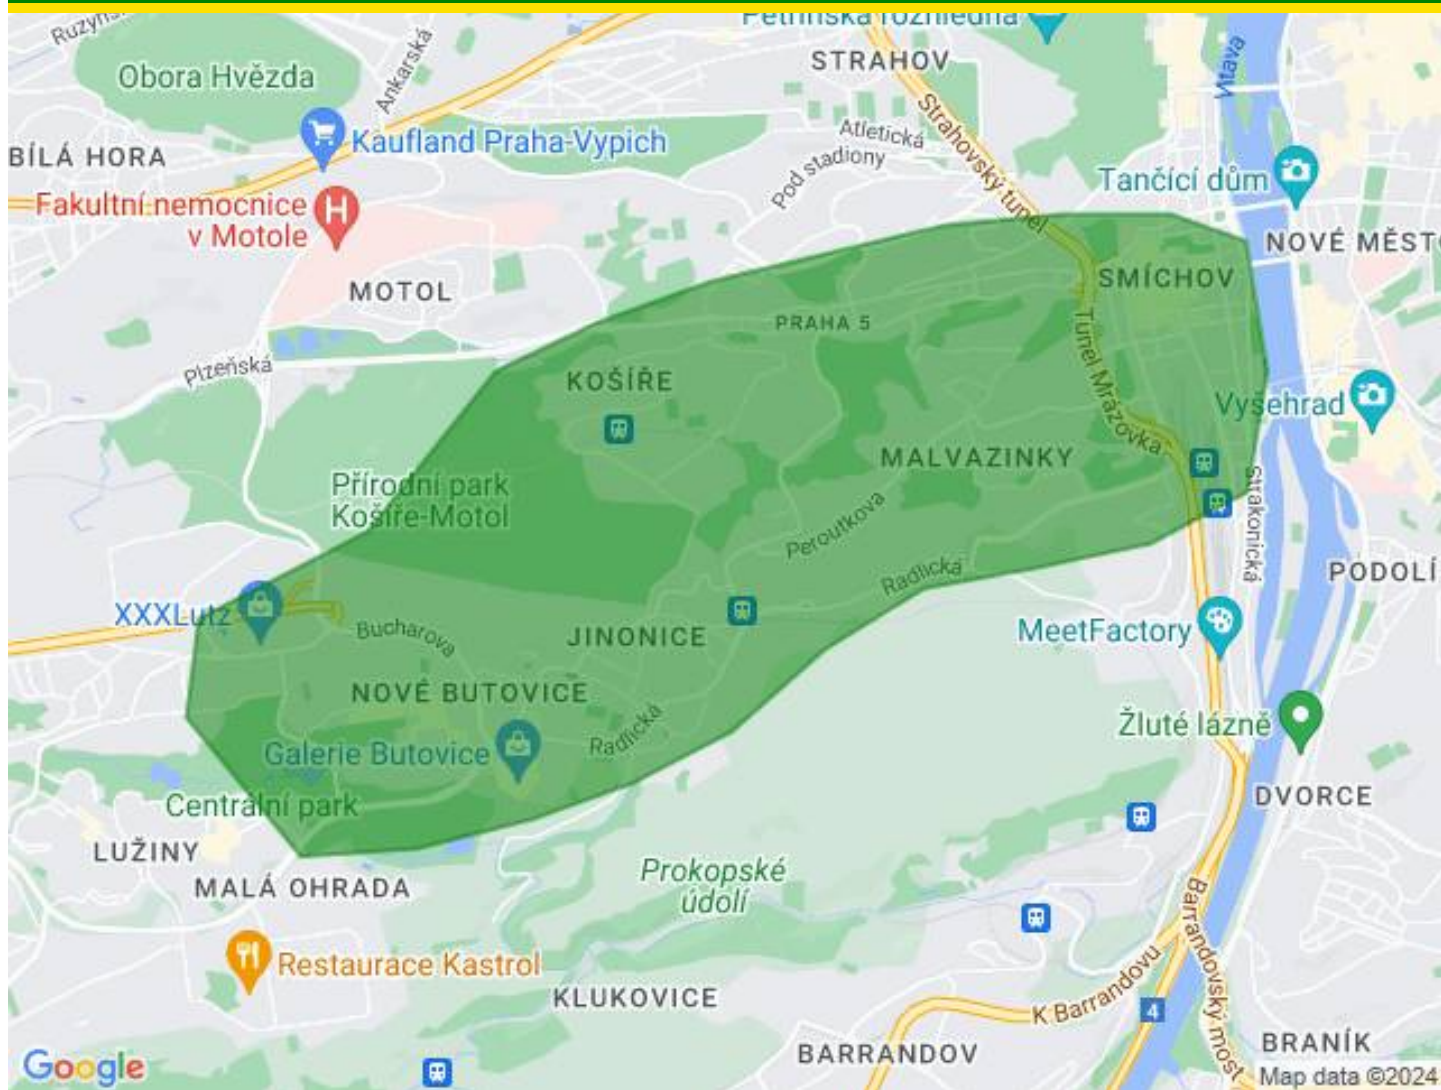 Petřínská rozhledna
Ruzyňs
Ankarská
STRAHOV
Vltava
Obora Hvězda
Strahovský tunel
Atletická
Kaufland Praha-Vypich
Pod stadiony
BÍLÁ HORA
Tančící dům
Fakultní nemocnice
v Motole
NOVÉ MĚSTO
MOTOL
SMÍCHOV
PRAHA 5
Tunel Mrázovka
Plzeňská
KOŠÍŘE
Vyšehrad
MALVAZINKY
Přírodní park
Košíře-Motol
Strakonická
Peroutkova
Radlická
PODOLÍ
XXXLutz
Bucharova
JINONICE
MeetFactory
NOVÉ BUTOVICE
Radlická
Žluté lázně
Galerie Butovice
Centrální park
DVORCE
LUŽINY
Prokopské
údolí
MALÁ OHRADA
Barrandovský most
Restaurace Kastrol
K Barrandovu
KLUKOVICE
4
BARRANDOV
BRANÍK
Google
Map data ©2024